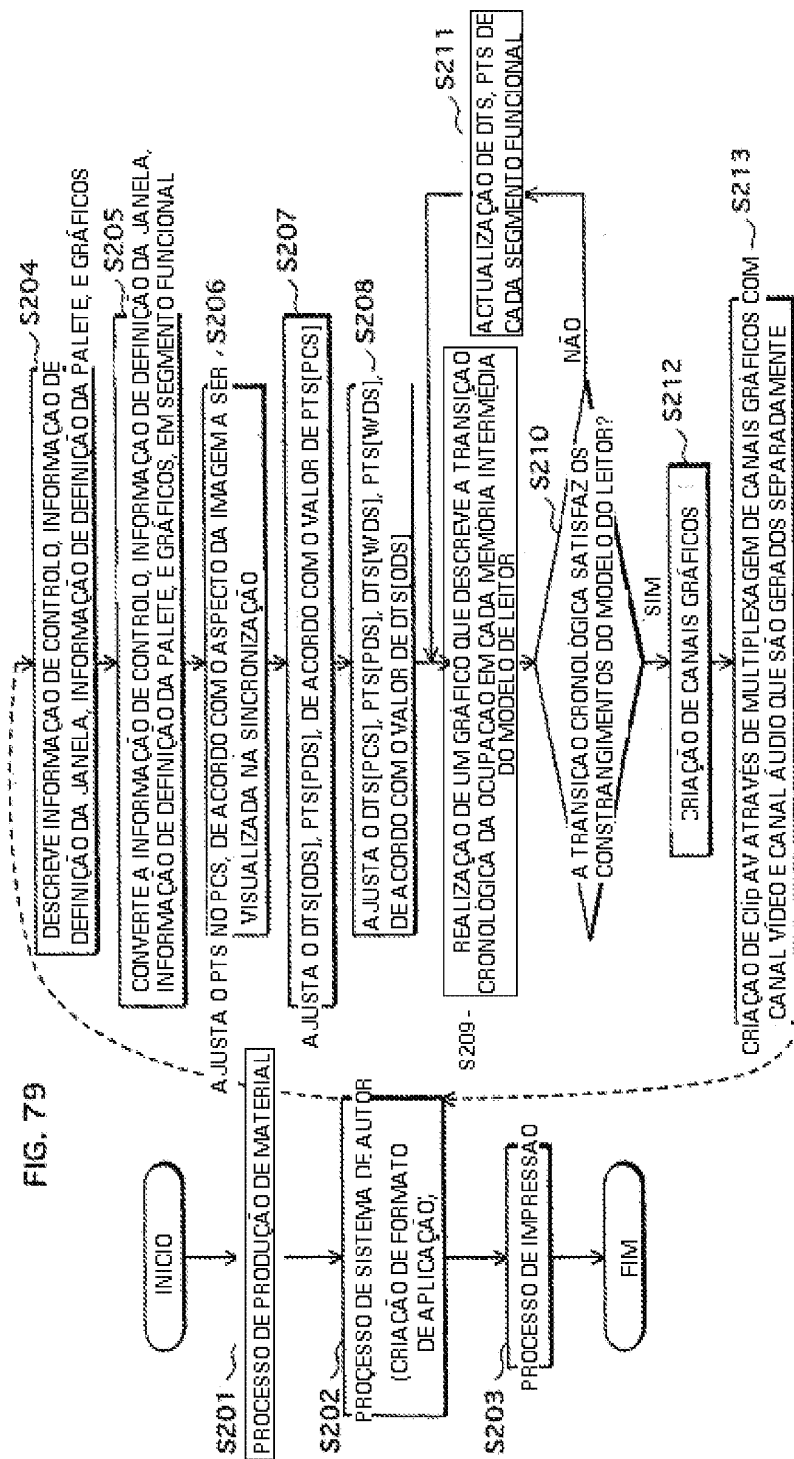 FIG. 79
INÍCIO
S201
PROCESSO DE PRODUÇÃO DE MATERIAL
S202
PROCESSO DE SISTEMA DE AUTOR
(CRIAÇÃO DE FORMATO
DE APLICAÇÃO;
S203
PROCESSO DE IMPRESSÃO
FIM
S204
DESCREVE INFORMAÇÃO DE CONTROLO, INFORMAÇÃO DE
DEFINIÇÃO DA JANELA, INFORMAÇÃO DE DEFINIÇÃO DA PALETE, E GRÁFICOS
S205
CONVERTE A INFORMAÇÃO DE CONTROLO, INFORMAÇÃO DE DEFINIÇÃO DA JANELA,
INFORMAÇÃO DE DEFINIÇÃO DA PALETE, E GRÁFICOS, EM SEGMENTO FUNCIONAL
S206
AJUSTA O PTS NO PCS, DE ACORDO COM O ASPECTO DA IMAGEM A SER
VISUALIZADA NA SINCRONIZAÇÃO
S207
AJUSTA O DTS[ODS], PTS[PDS], DE ACORDO COM O VALOR DE PTS[PCS]
S208
AJUSTA O DTS[PCS], PTS[PDS], DTS[WDS], PTS[WDS],
DE ACORDO COM O VALOR DE DTS[ODS]
S209
REALIZAÇÃO DE UM GRÁFICO QUE DESCREVE A TRANSIÇÃO
CRONOLÓGICA DA OCUPAÇÃO EM CADA MEMÓRIA INTERMÉDIA
DO MODELO DE LEITOR
S210
A TRANSIÇÃO CRONOLÓGICA SATISFAZ OS
CONSTRANGIMENTOS DO MODELO DO LEITOR?
NÃO
S211
ACTUALIZAÇÃO DE DTS, PTS DE
CADA SEGMENTO FUNCIONAL
SIM
S212
CRIAÇÃO DE CANAIS GRÁFICOS
S213
CRIAÇÃO DE Clip AV ATRAVÉS DE MULTIPLEXAGEM DE CANAIS GRÁFICOS COM
CANAL VÍDEO E CANAL ÁUDIO QUE SÃO GERADOS SEPARADAMENTE